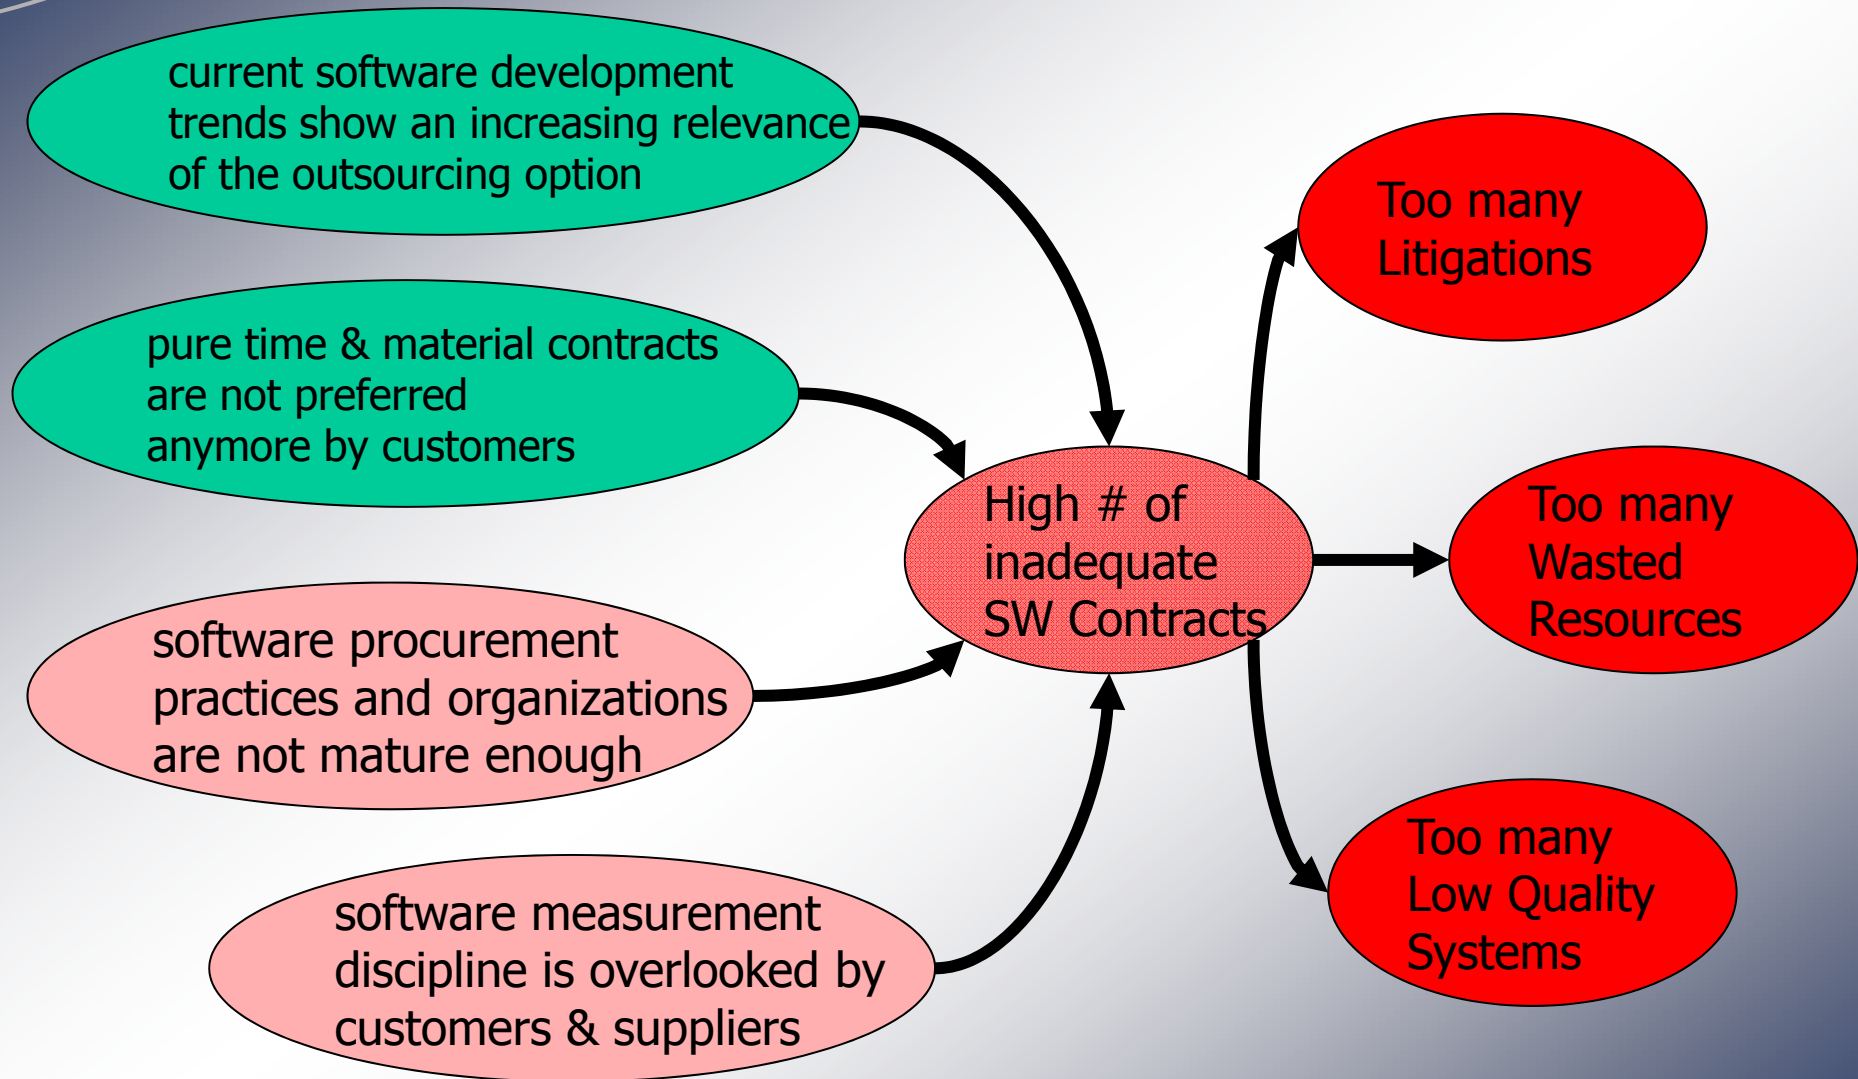 current software development
trends show an increasing relevance
of the outsourcing option
pure time & material contracts
are not preferred
anymore by customers
software procurement
practices and organizations
are not mature enough
software measurement
discipline is overlooked by
customers & suppliers
High # of
inadequate
SW Contracts
Too many
Litigations
Too many
Wasted
Resources
Too many
Low Quality
Systems